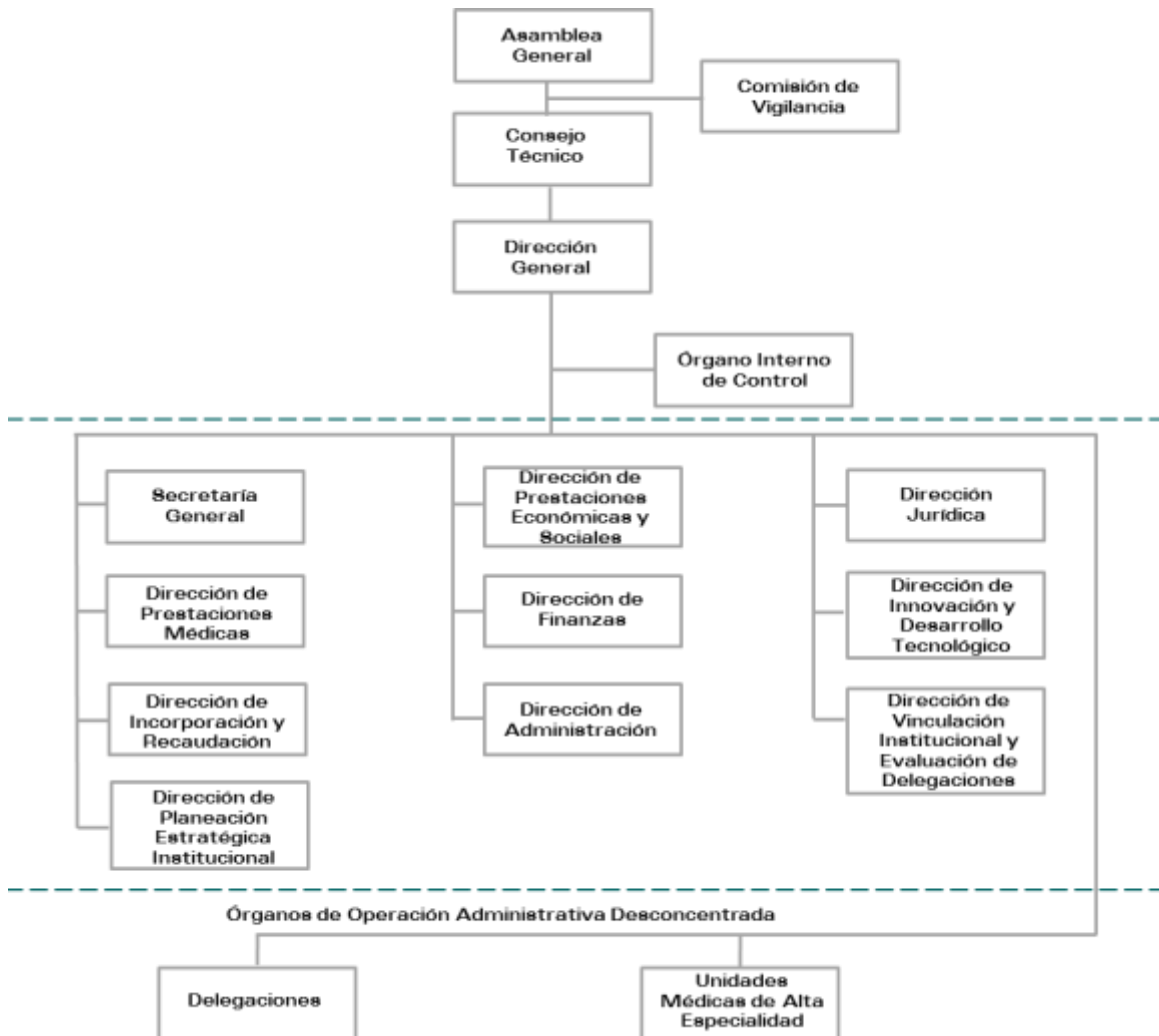 Asamblea
General
Comisión de
Vigilancia
Consejo
Técnico
Dirección
General
Órgano Interno
de Control
Secretaría
General
Dirección de
Prestaciones
Económicas y
Sociales
Dirección
Jurídica
Dirección de
Prestaciones
Médicas
Dirección de
Finanzas
Dirección de
Innovación y
Desarrollo
Tecnológico
Dirección de
Incorporación y
Recaudación
Dirección de
Administración
Dirección de
Vinculación
Institucional y
Evaluación de
Delegaciones
Dirección de
Planeación
Estratégica
Institucional
Órganos de Operación Administrativa Desconcentrada
Delegaciones
Unidades
Médicas de Alta
Especialidad